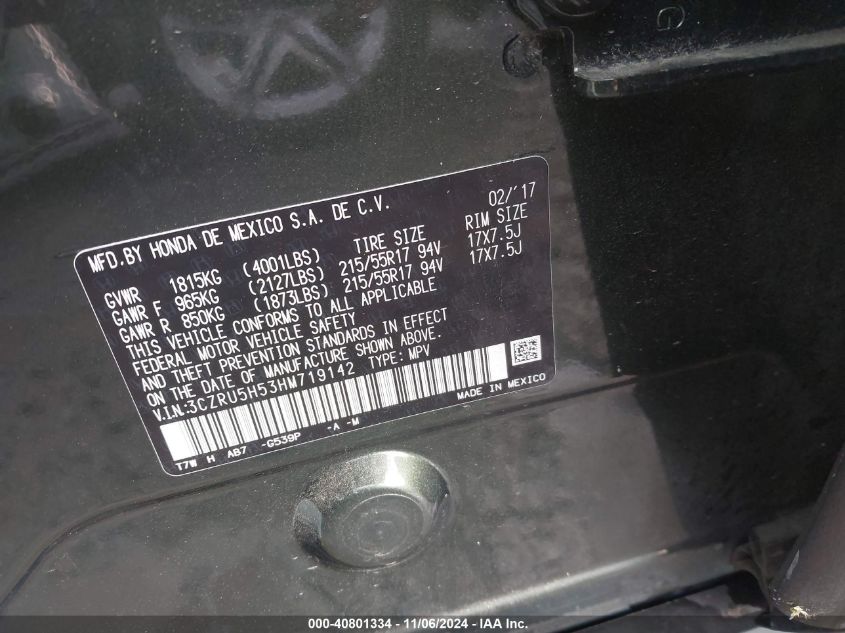 G
MFD.BY HONDA DE MEXICO S.A. DE C.V. 02/'17
TIRE SIZE RIM SIZE
GVWR 1815KG (4001LBS)
GAWR F 965KG (2127LBS) 215/55R17 94V 17X7.5J
GAWR R 850KG (1873LBS) 215/55R17 94V 17X7.5J
THIS VEHICLE CONFORMS TO ALL APPLICABLE
FEDERAL MOTOR VEHICLE SAFETY
AND THEFT PREVENTION STANDARDS IN EFFECT
ON THE DATE OF MANUFACTURE SHOWN ABOVE.
V.I.N:3CZRU5H53HM719142 TYPE: MPV
MADE IN MEXICO
T7W H AB7 -G539P -A -M
000-40801334 - 11/06/2024 - IAA Inc.